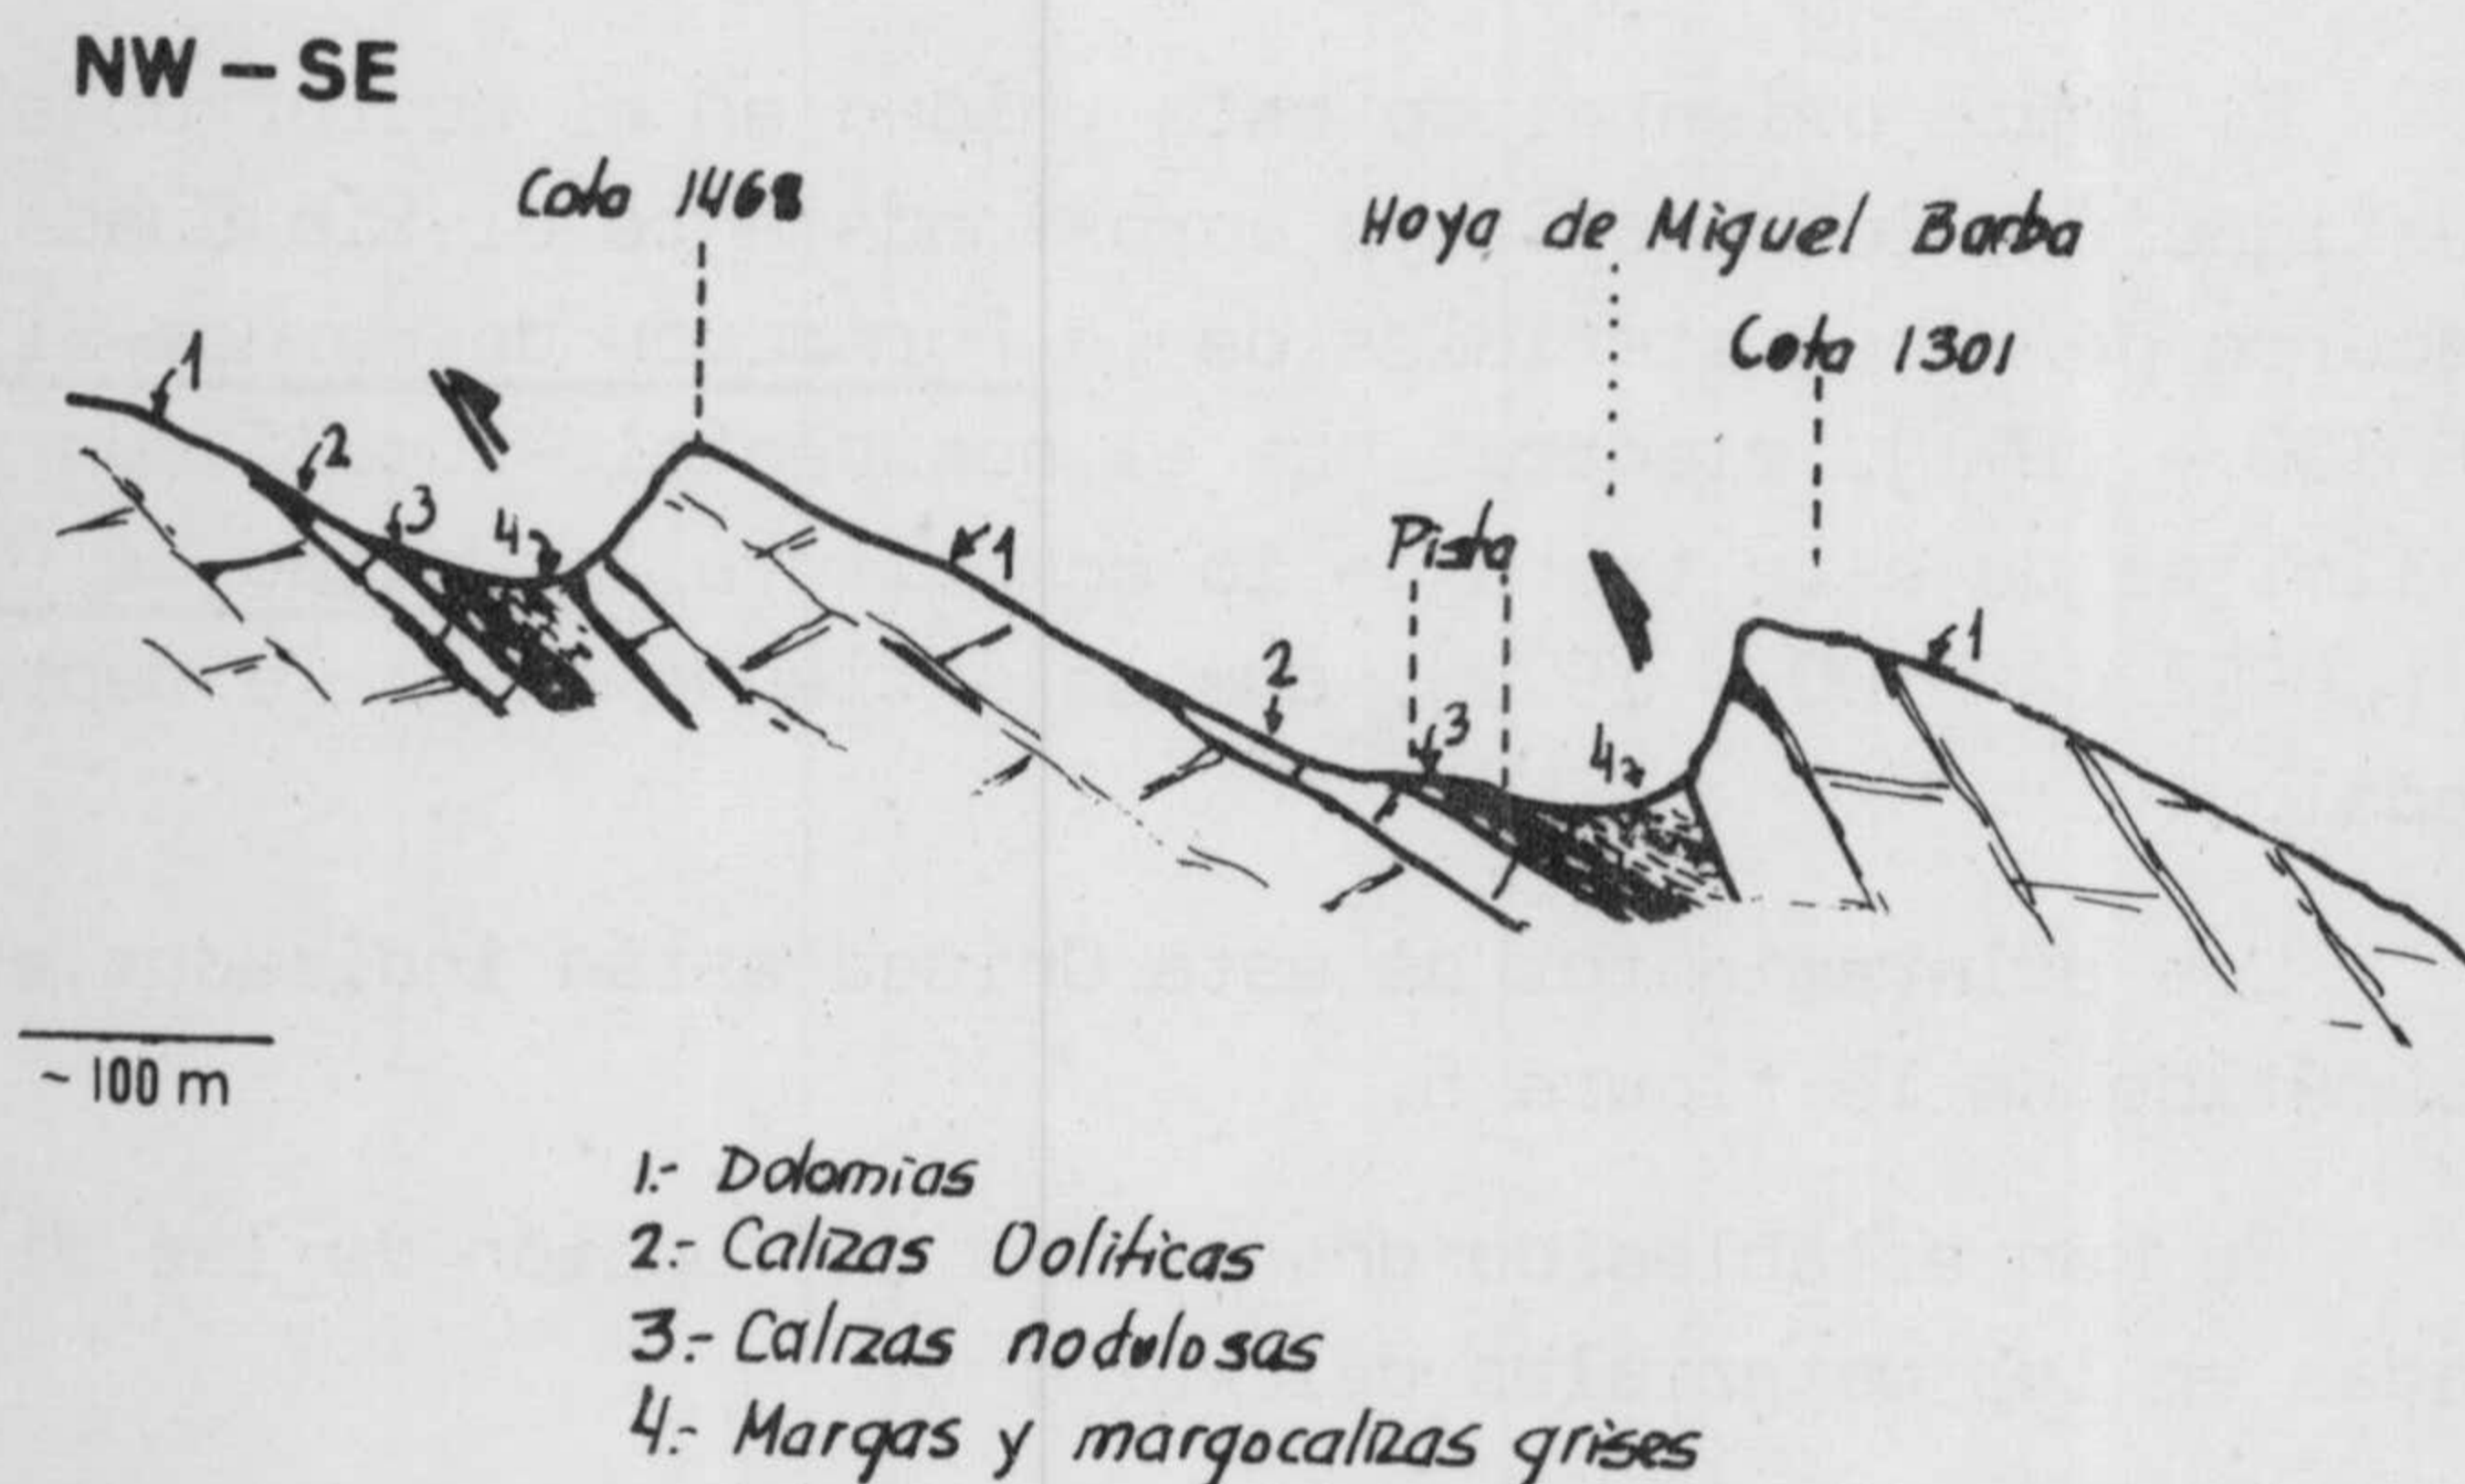 NW – SE
Cota 1468
Hoya de Miguel Barba
Cota 1301
1
2
3
4
1
Pista
2
3
4
1
~ 100 m
1.- Dolomias
2.- Calizas Ooliticas
3.- Calizas nodulosas
4.- Margas y margocalizas grises